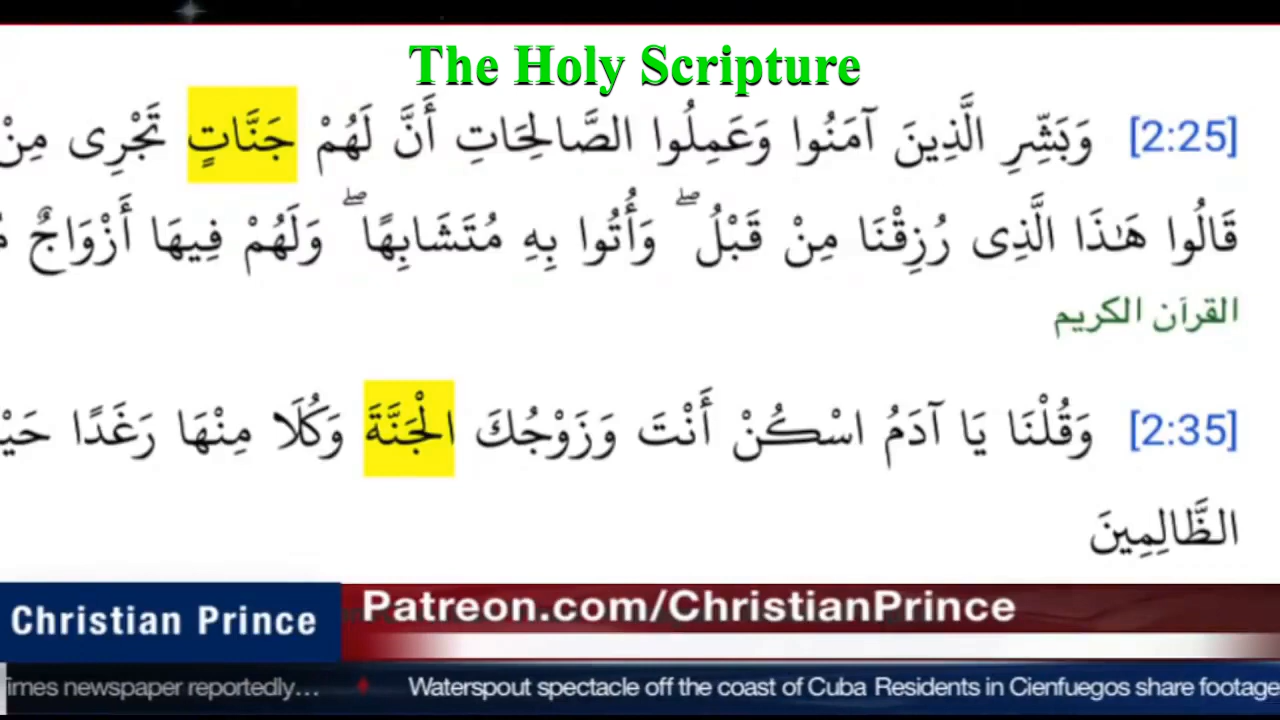 The Holy Scripture
[2:25] وَبَشِّرِ الَّذِينَ آمَنُوا وَعَمِلُوا الصَّالِحَاتِ أَنَّ لَهُمْ جَنَّاتٍ تَجْرِى مِنْ
قَالُوا هَـٰذَا الَّذِى رُزِقْنَا مِنْ قَبْلُ ۖ وَأُتُوا بِهِ مُتَشَابِهًا ۖ وَلَهُمْ فِيهَا أَزْوَاجٌ
القرآن الكريم
[2:35] وَقُلْنَا يَا آدَمُ اسْكُنْ أَنْتَ وَزَوْجُكَ الْجَنَّةَ وَكُلَا مِنْهَا رَغَدًا
الظَّالِمِينَ
Christian Prince
Patreon.com/ChristianPrince
Times newspaper reportedly... Waterspout spectacle off the coast of Cuba Residents in Cienfuegos share footage